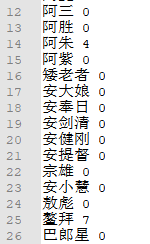 12 阿三 0
13 阿胜 0
14 阿朱 4
15 阿紫 0
16 矮老者 0
17 安大娘 0
18 安奉日 0
19 安剑清 0
20 安健刚 0
21 安提督 0
22 宗雄 0
23 安小慧 0
24 敖彪 0
25 鳌拜 7
26 巴郎星 0